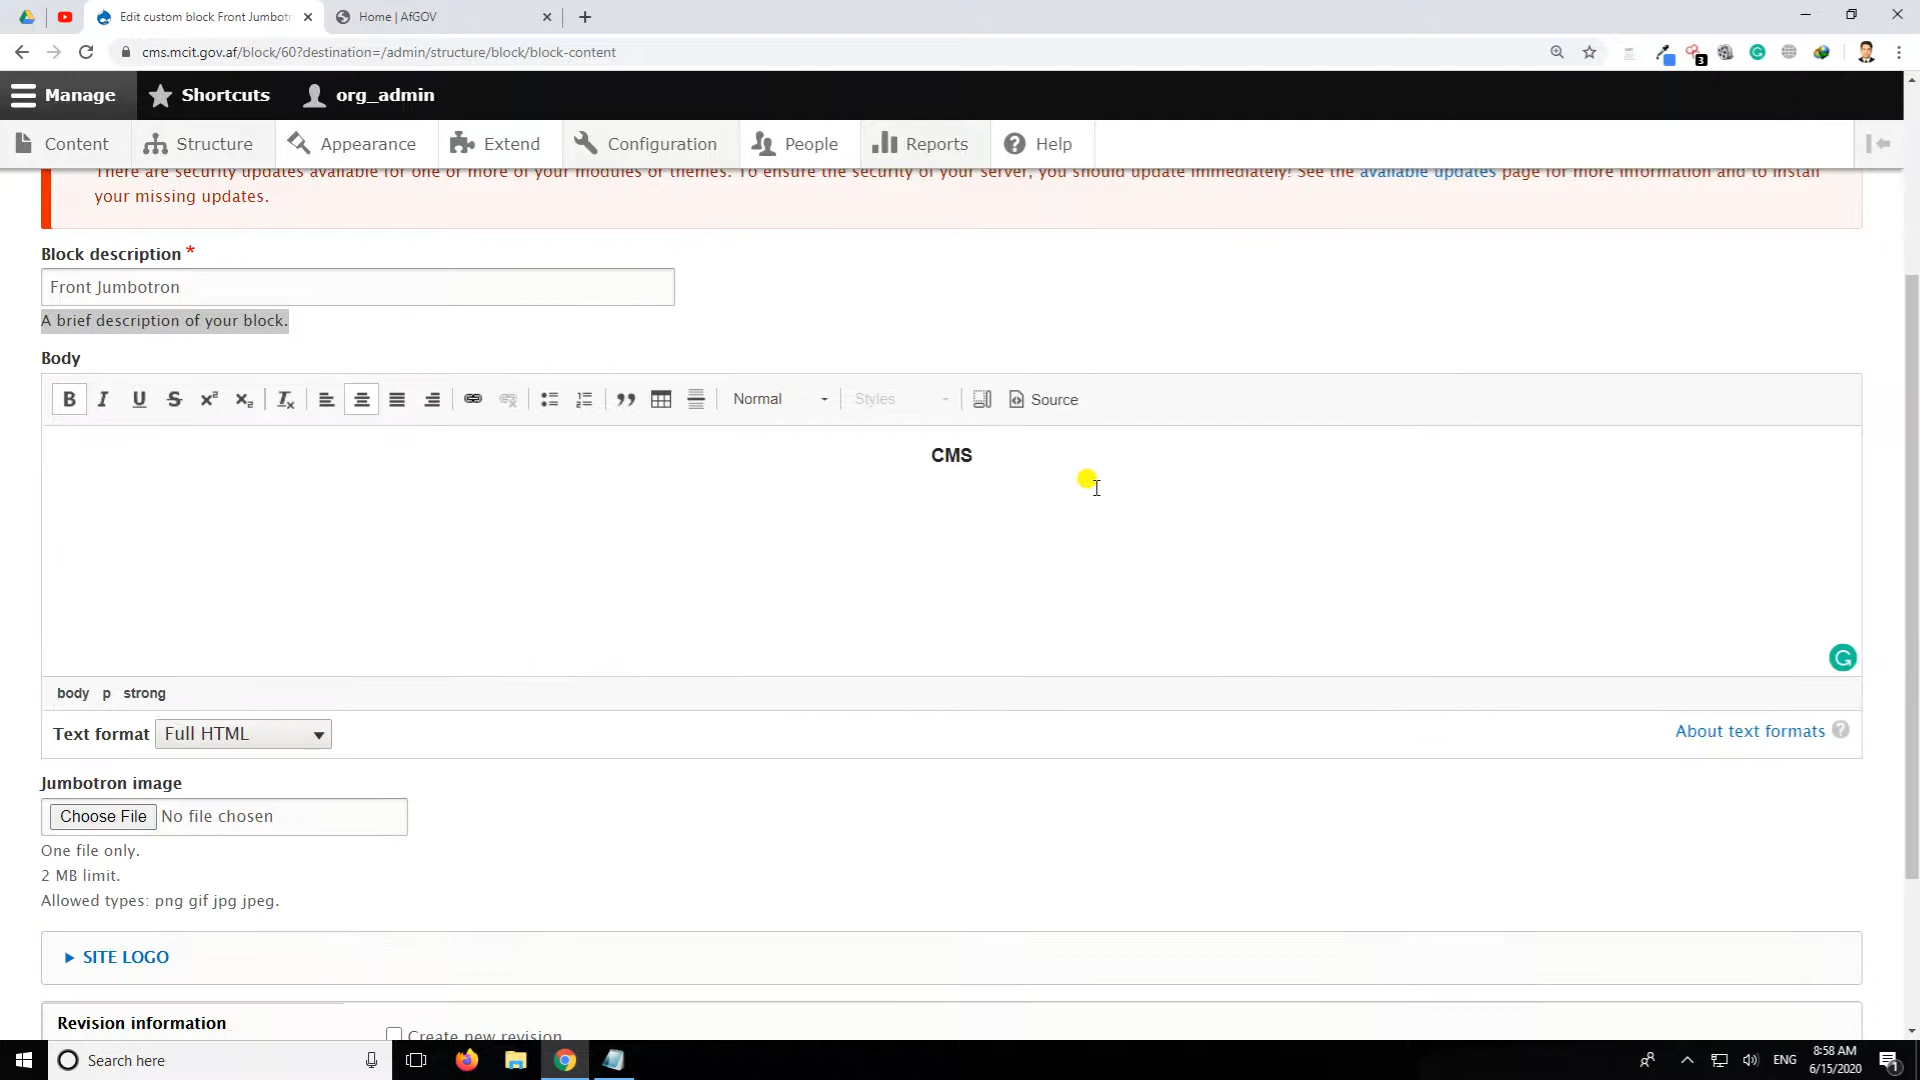 Edit custom block Front Jumbotr
Home | AfGOV
cms.mcit.gov.af/block/60?destination=/admin/structure/block/block-content
3
Manage
Shortcuts
org_admin
Content
Structure
Appearance
Extend
Configuration
People
Reports
Help
There are security updates available for one or more of your modules or themes. To ensure the security of your server, you should update immediately! See the available updates page for more information and to install
your missing updates.
Block description *
Front Jumbotron
A brief description of your block.
Body
Normal
Styles
Source
CMS
body p strong
Text format
Full HTML
About text formats
Jumbotron image
Choose File No file chosen
One file only.
2 MB limit.
Allowed types: png gif jpg jpeg.
SITE LOGO
Revision information
Create new revision
Search here
ENG
8:58 AM
6/15/2020
1